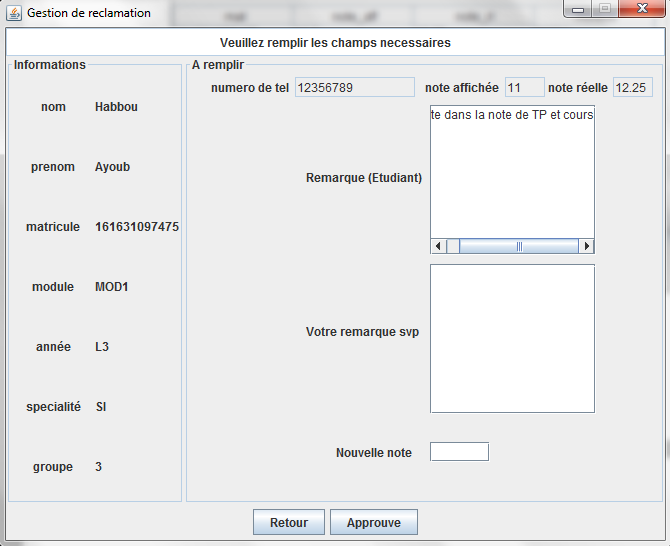 Gestion de reclamation
Veuillez remplir les champs necessaires
Informations
nom Habbou
prenom Ayoub
matricule 161631097475
module MOD1
année L3
specialité SI
groupe 3
A remplir
numero de tel 12356789 note affichée 11 note réelle 12.25
Remarque (Etudiant) te dans la note de TP et cours
Votre remarque svp
Nouvelle note
Retour Approuve